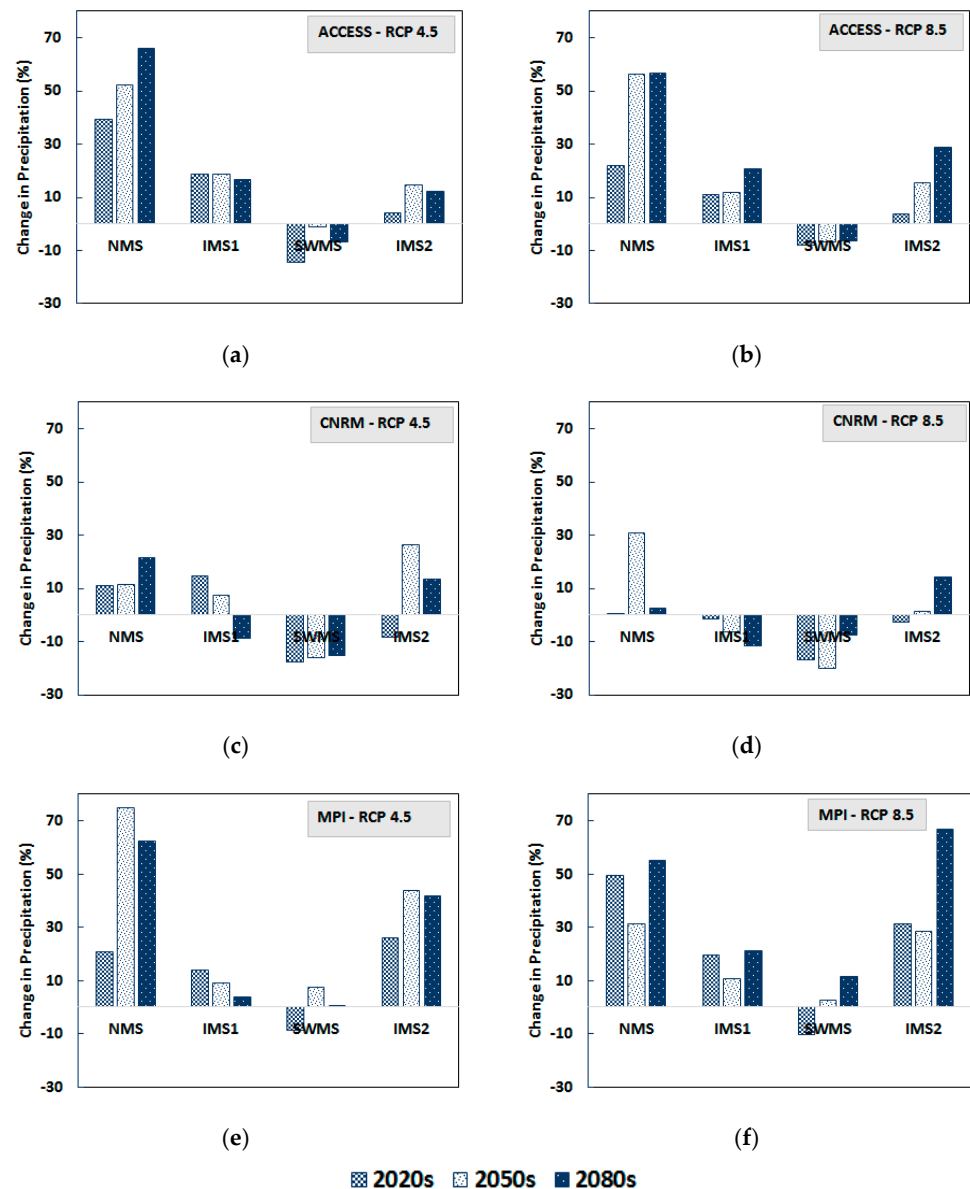 ACCESS - RCP 4.5
Change in Precipitation (%)
70
50
30
10
-10
-30
NMS IMS1 SWMS IMS2
(a)
ACCESS - RCP 8.5
Change in Precipitation (%)
70
50
30
10
-10
-30
NMS IMS1 SWMS IMS2
(b)
CNRM - RCP 4.5
Change in Precipitation (%)
70
50
30
10
-10
-30
NMS IMS1 SWMS IMS2
(c)
CNRM - RCP 8.5
Change in Precipitation (%)
70
50
30
10
-10
-30
NMS IMS1 SWMS IMS2
(d)
MPI - RCP 4.5
Change in Precipitation (%)
70
50
30
10
-10
-30
NMS IMS1 SWMS IMS2
(e)
MPI - RCP 8.5
Change in Precipitation (%)
70
50
30
10
-10
-30
NMS IMS1 SWMS IMS2
(f)
2020s 2050s 2080s